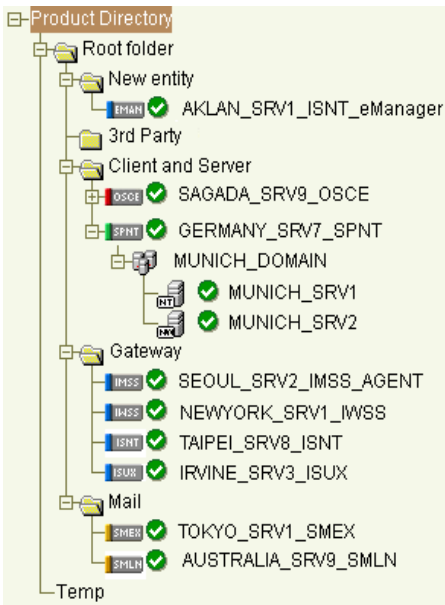 Product Directory
Root folder
New entity
EMAN AKLAN_SRV1_ISNT_eManager
3rd Party
Client and Server
OSCE SAGADA_SRV9_OSCE
SPNT GERMANY_SRV7_SPNT
MUNICH_DOMAIN
NT MUNICH_SRV1
NW MUNICH_SRV2
Gateway
IMSS SEOUL_SRV2_IMSS_AGENT
IWSS NEWYORK_SRV1_IWSS
ISNT TAIPEI_SRV8_ISNT
ISUX IRVINE_SRV3_ISUX
Mail
SMEX TOKYO_SRV1_SMEX
SMLN AUSTRALIA_SRV9_SMLN
Temp